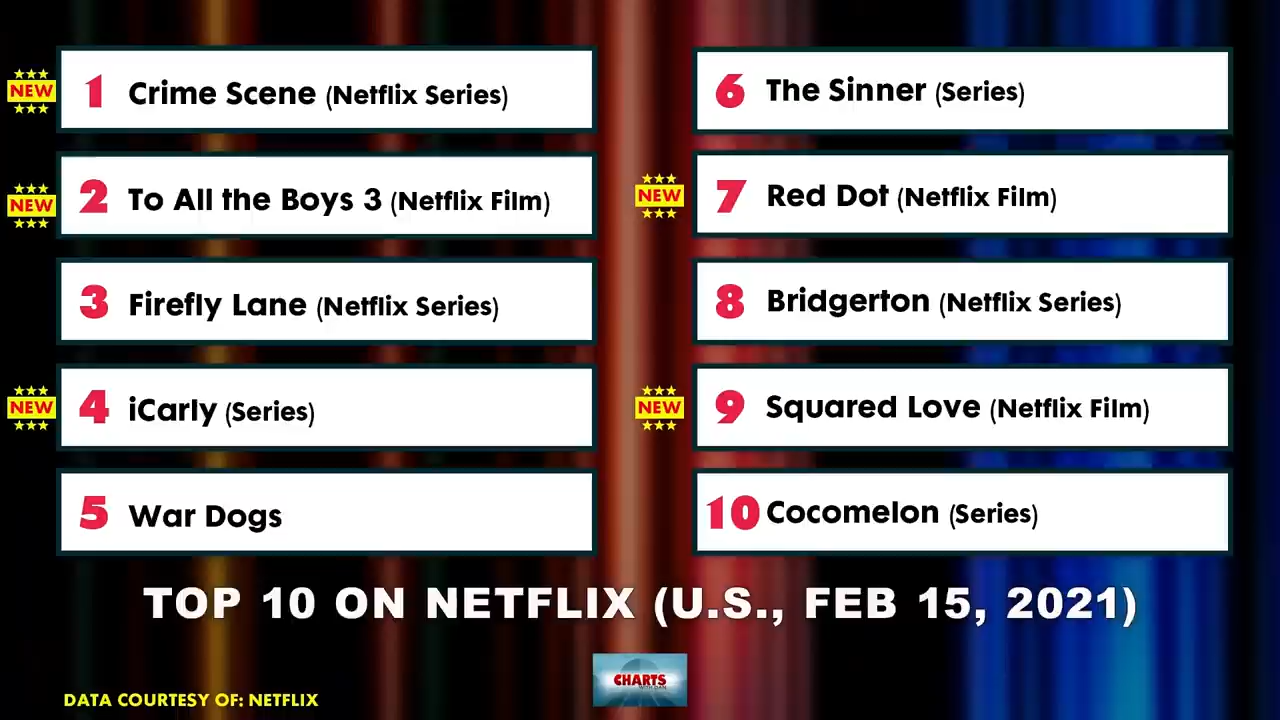 NEW
1 Crime Scene (Netflix Series)
NEW
2 To All the Boys 3 (Netflix Film)
3 Firefly Lane (Netflix Series)
NEW
4 iCarly (Series)
5 War Dogs
6 The Sinner (Series)
NEW
7 Red Dot (Netflix Film)
8 Bridgerton (Netflix Series)
NEW
9 Squared Love (Netflix Film)
10 Cocomelon (Series)
TOP 10 ON NETFLIX (U.S., FEB 15, 2021)
CHARTS
WITH DAN
DATA COURTESY OF: NETFLIX